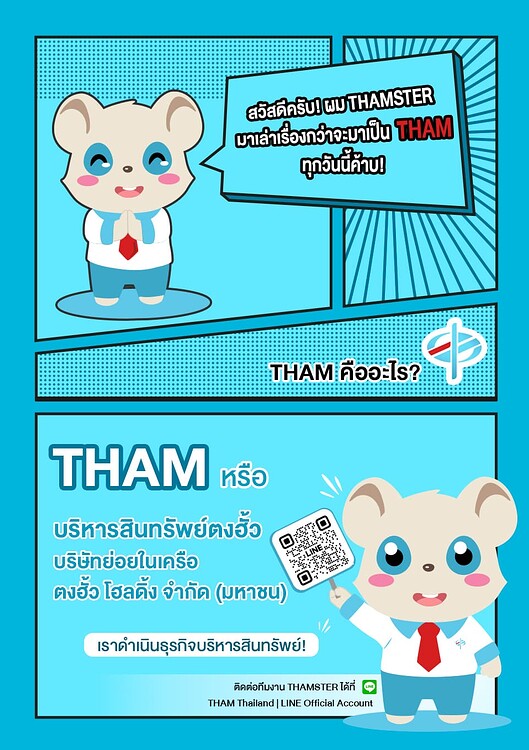 สวัสดีครับ! ผม THAMSTER
มาเล่าเรื่องกว่าจะมาเป็น THAM
ทุกวันนี้ค้าบ!
THAM คืออะไร?
THAM หรือ
บริหารสินทรัพย์ตงฮั้ว
บริษัทย่อยในเครือ
ตงฮั้ว โฮลดิ้ง จำกัด (มหาชน)
LINE
เราดำเนินธุรกิจบริหารสินทรัพย์!
ติดต่อทีมงาน THAMSTER ได้ที่ LINE
THAM Thailand | LINE Official Account